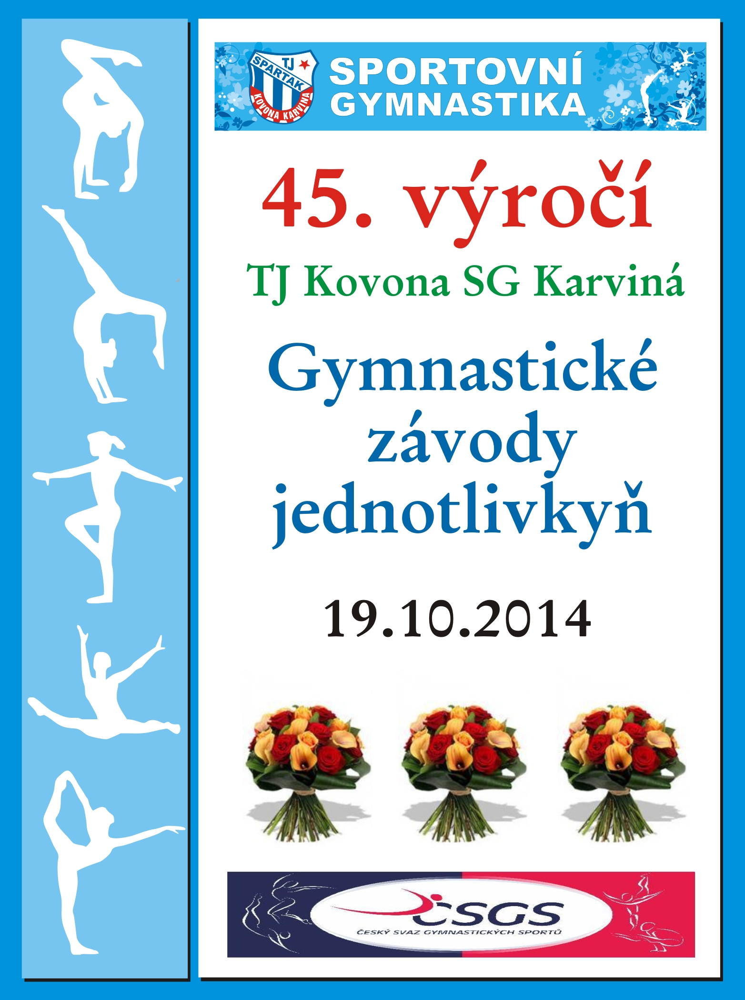 TJ
SPARTAK
KOVONA KARVINA
SPORTOVNÍ
GYMNASTIKA
45. výročí
TJ Kovona SG Karviná
Gymnastické
závody
jednotlivkyň
19.10.2014
ČSGS
ČESKÝ SVAZ GYMNASTICKÝCH SPORTŮ